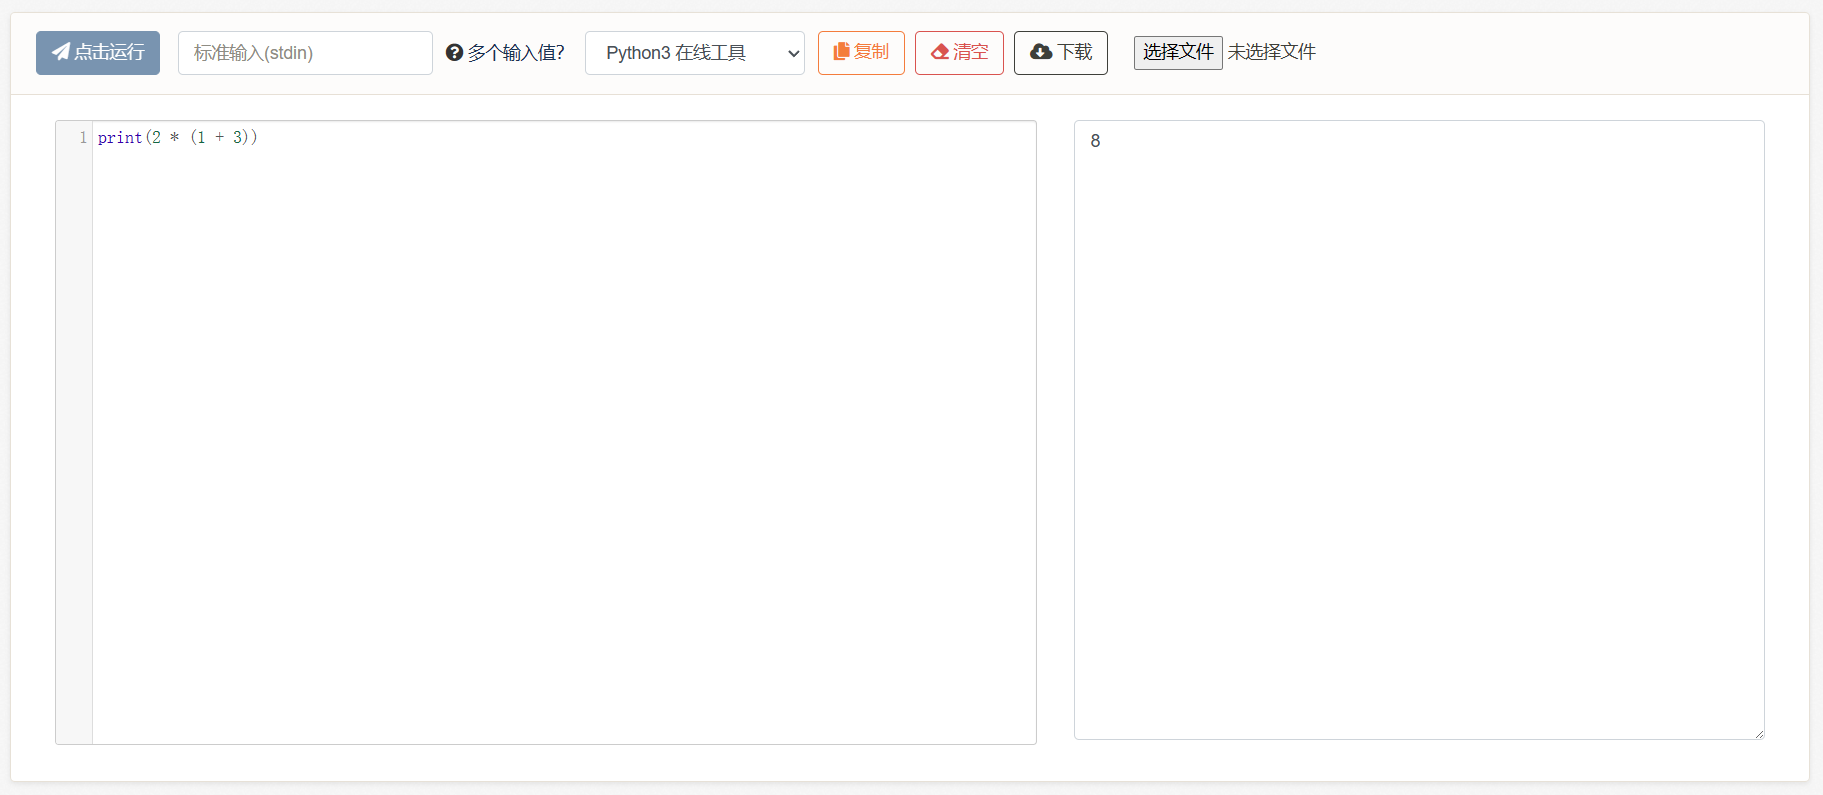 点击运行 标准输入(stdin) 多个输入值? Python3 在线工具 复制 清空 下载 选择文件 未选择文件
1 print(2 * (1 + 3))
8